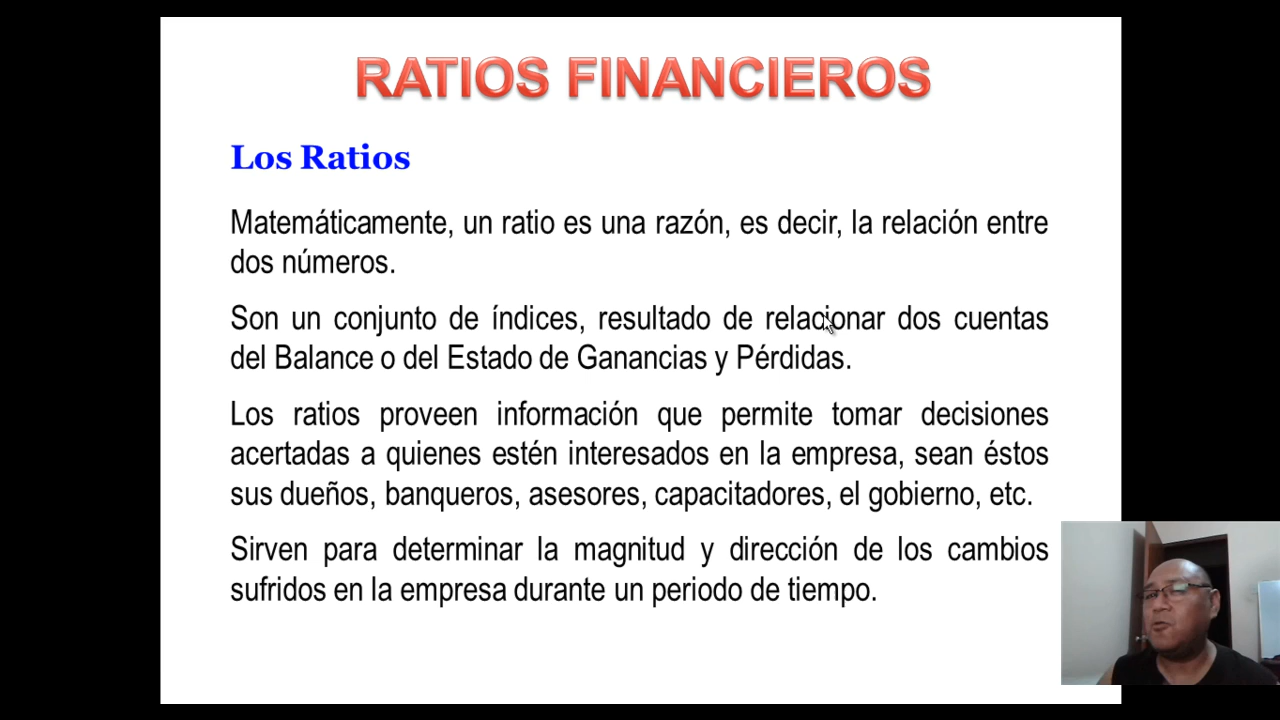 RATIOS FINANCIEROS
Los Ratios
Matemáticamente, un ratio es una razón, es decir, la relación entre
dos números.
Son un conjunto de índices, resultado de relacionar dos cuentas
del Balance o del Estado de Ganancias y Pérdidas.
Los ratios proveen información que permite tomar decisiones
acertadas a quienes estén interesados en la empresa, sean éstos
sus dueños, banqueros, asesores, capacitadores, el gobierno, etc.
Sirven para determinar la magnitud y dirección de los cambios
sufridos en la empresa durante un periodo de tiempo.